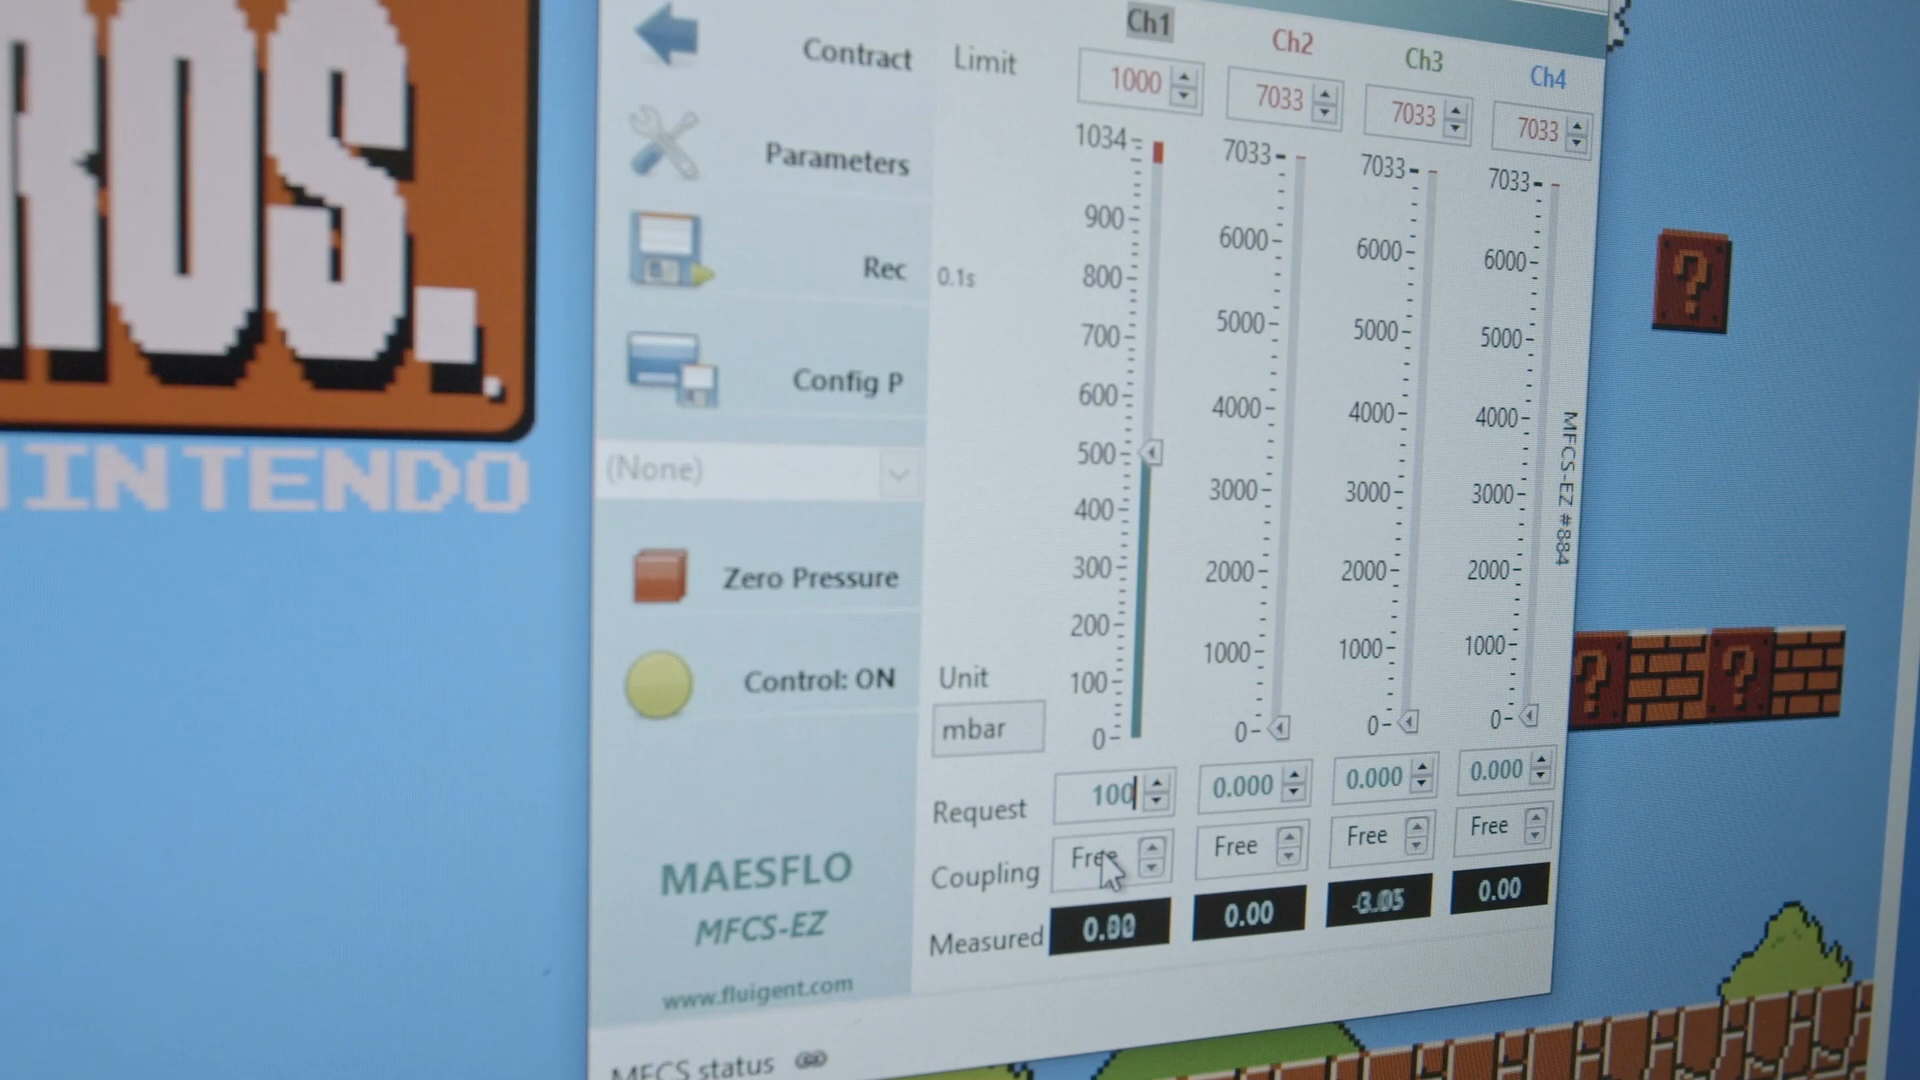 ROS.
NINTENDO
Contract
Parameters
Rec
Config P
(None)
Zero Pressure
Control: ON
MAESFLO
MFCS-EZ
www.fluigent.com
MFCS status
Limit
0.1s
Unit
mbar
Request
Coupling
Measured
Ch1
1000
1034
900
800
700
600
500
400
300
200
100
0
100
Free
Ch2
7033
7033
6000
5000
4000
3000
2000
1000
0
0.000
Free
0.00
Ch3
7033
7033
6000
5000
4000
3000
2000
1000
0
0.000
Free
Ch4
7033
7033
6000
5000
4000
3000
2000
1000
0
0.000
Free
0.00
MFCS-EZ #884
?
?
?